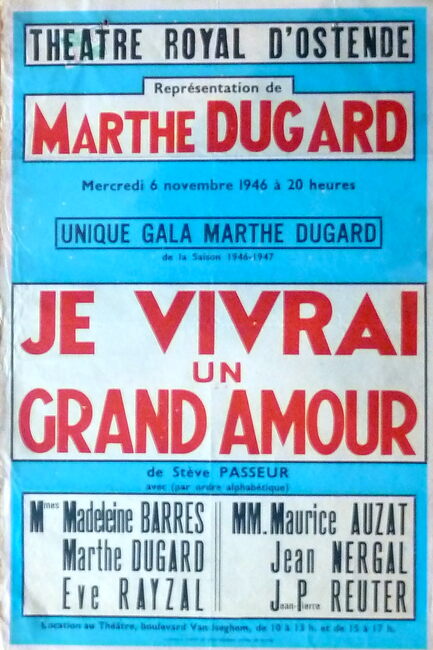 THEATRE ROYAL D'OSTENDE
Représentation de
MARTHE DUGARD
Mercredi 6 novembre 1946 à 20 heures
UNIQUE GALA MARTHE DUGARD
de la Saison 1946-1947
JE VIVRAI
UN
GRAND AMOUR
de Stève PASSEUR
avec (par ordre alphabétique)
Mmes Madeleine BARRES
Marthe DUGARD
Eve RAYZAL
MM. Maurice AUZAT
Jean NERGAL
Jean-Pierre REUTER
Location au Théâtre, Boulevard Van Iseghem, de 10 à 13 h. et de 15 à 17 h.